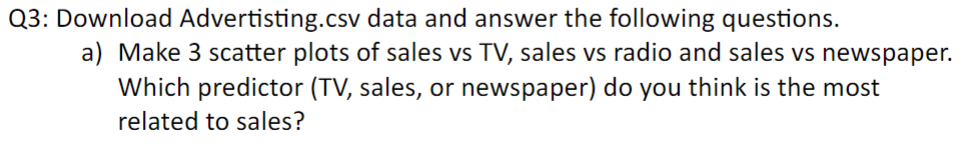 Q3: Download Advertisting.csv data and answer the following questions.
a) Make 3 scatter plots of sales vs TV, sales vs radio and sales vs newspaper.
Which predictor (TV, sales, or newspaper) do you think is the most
related to sales?